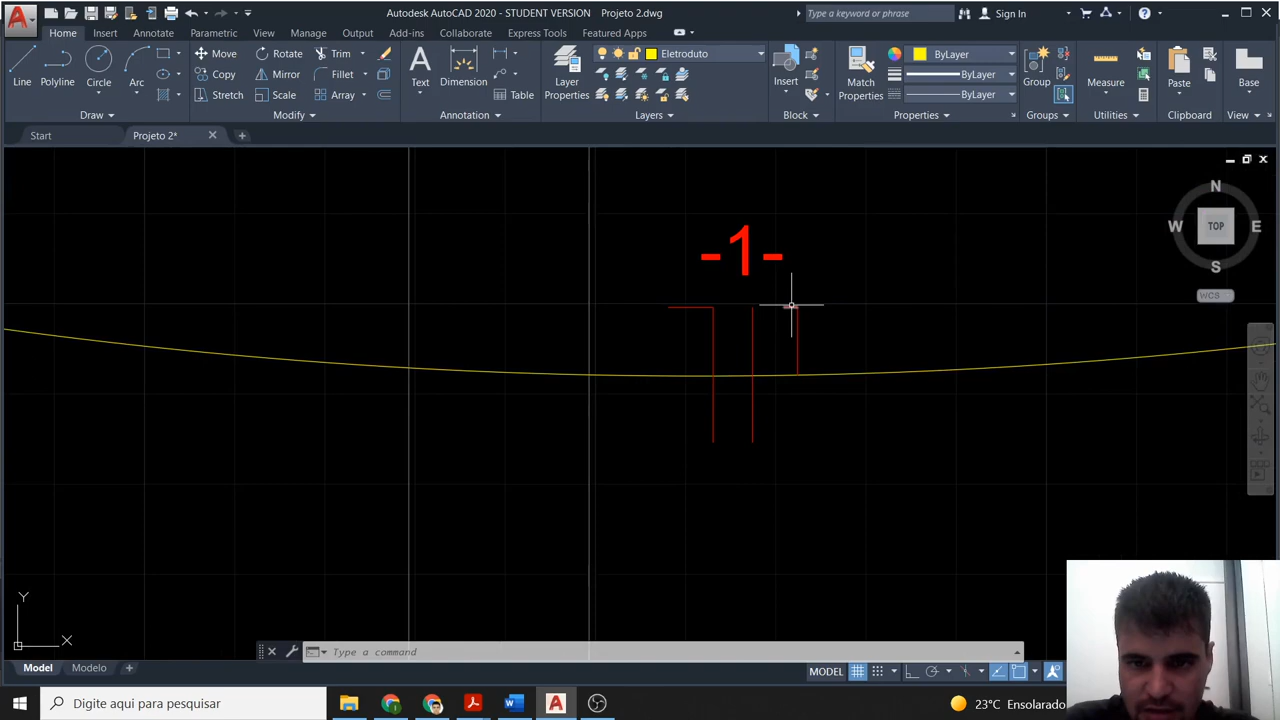 Autodesk AutoCAD 2020 - STUDENT VERSION Projeto 2.dwg
Type a keyword or phrase
Sign In
Home Insert Annotate Parametric View Manage Output Add-ins Collaborate Express Tools Featured Apps
Line Polyline Circle Arc
Move Rotate Trim
Copy Mirror Fillet
Stretch Scale Array
Text Dimension
Table
Layer Properties
Eletroduto
Insert
Match Properties
ByLayer
ByLayer
ByLayer
Group
Measure
Paste
Base
Draw Modify Annotation Layers Block Properties Groups Utilities Clipboard View
Start Projeto 2*
N
W TOP E
S
WCS
-1-
Y
X
Type a command
Model Modelo
MODEL
Digite aqui para pesquisar
23°C Ensolarado